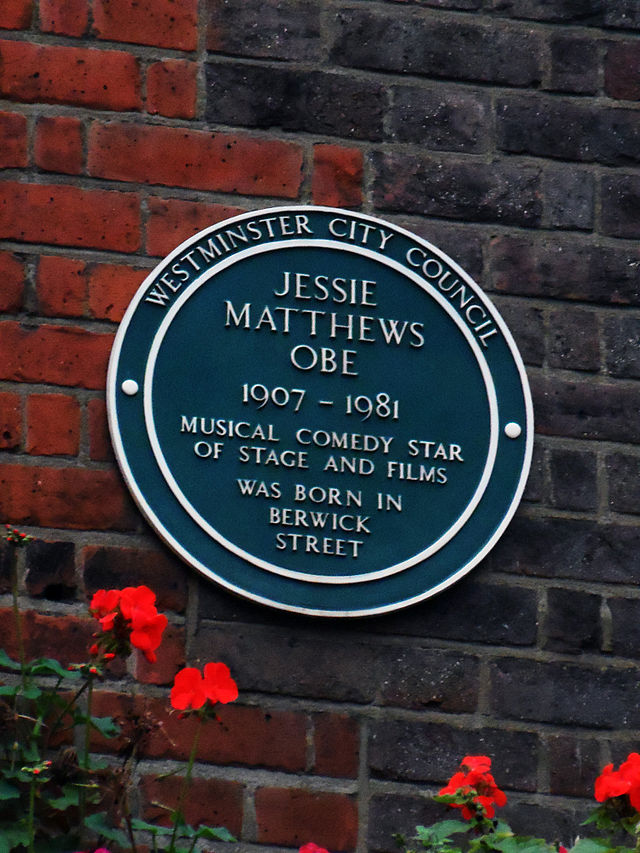 WESTMINSTER CITY COUNCIL
JESSIE
MATTHEWS
OBE
1907 – 1981
MUSICAL COMEDY STAR
OF STAGE AND FILMS
WAS BORN IN
BERWICK
STREET